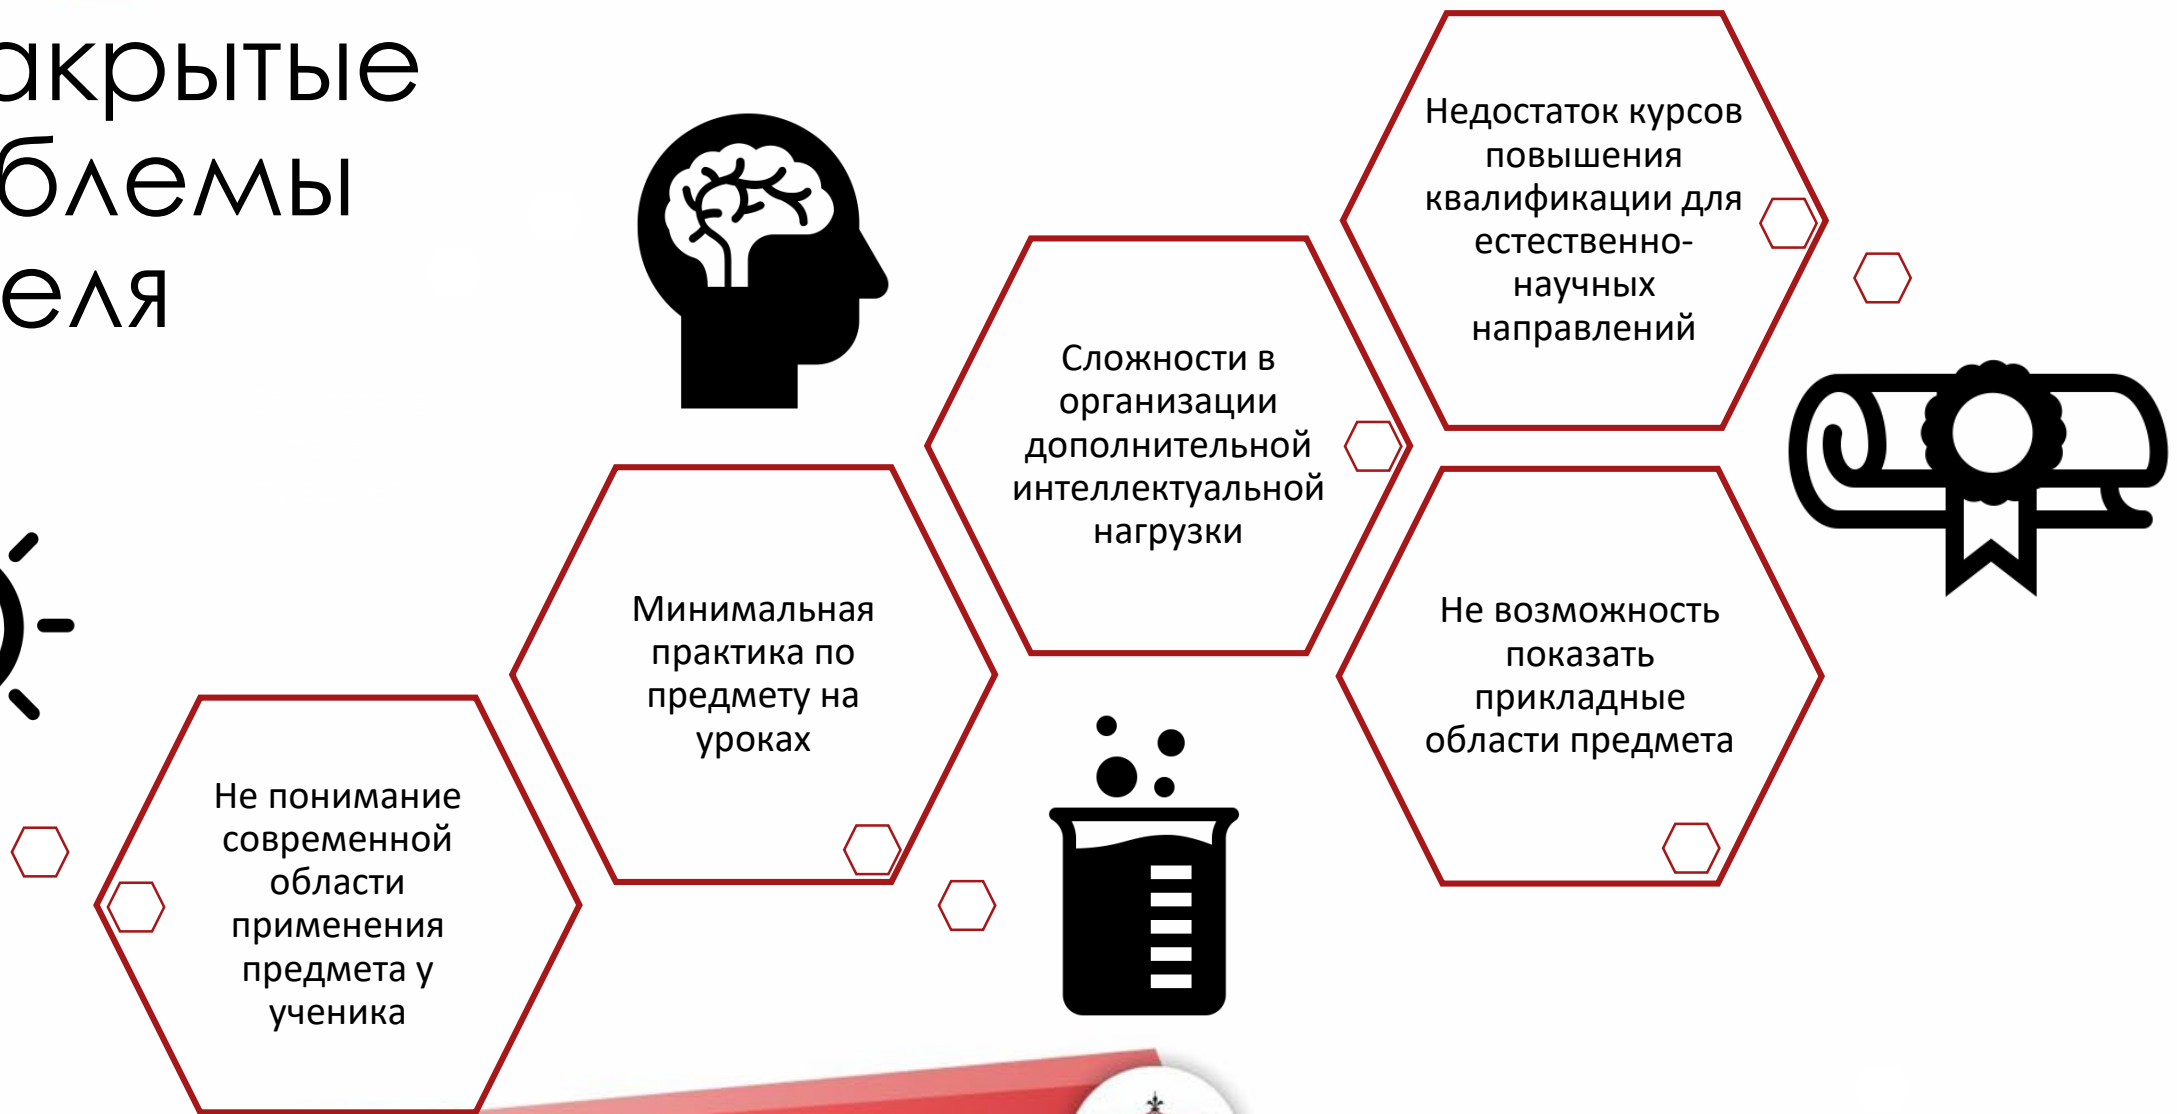 акрытые
блемы
еля
Недостаток курсов
повышения
квалификации для
естественно-
научных
направлений
Сложности в
организации
дополнительной
интеллектуальной
нагрузки
Минимальная
практика по
предмету на
уроках
Не возможность
показать
прикладные
области предмета
Не понимание
современной
области
применения
предмета у
ученика